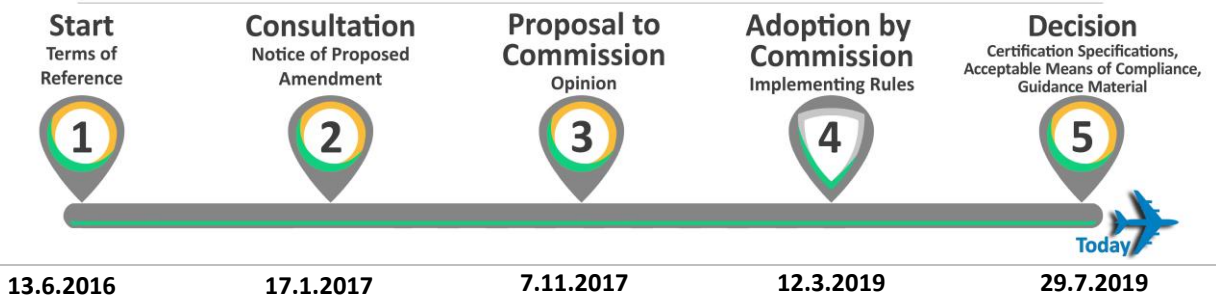 Start
Terms of
Reference
Consultation
Notice of Proposed
Amendment
Proposal to
Commission
Opinion
Adoption by
Commission
Implementing Rules
Decision
Certification Specifications,
Acceptable Means of Compliance,
Guidance Material
1
2
3
4
5
Today
13.6.2016
17.1.2017
7.11.2017
12.3.2019
29.7.2019